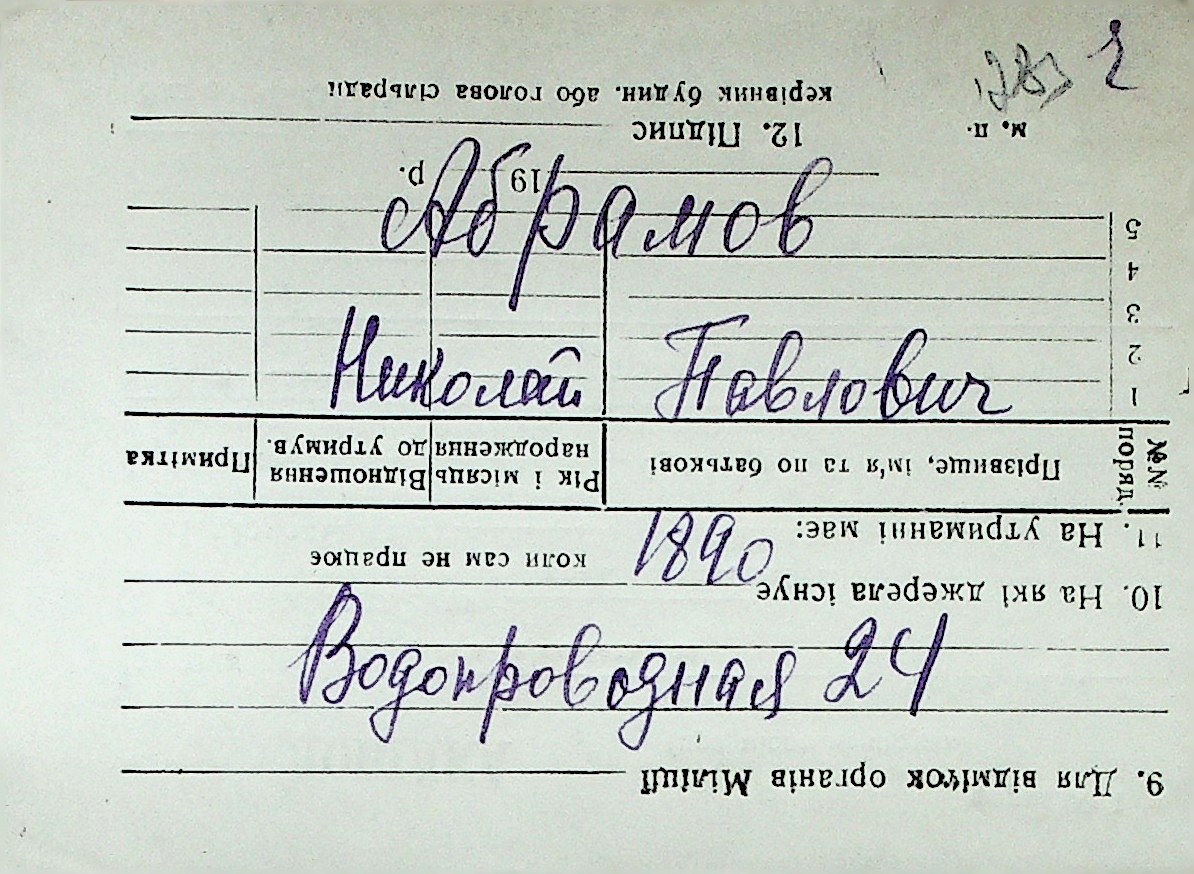 Абрамов
Николай Павлович
1890
Водопроводная 24
9. Для відміток органів Міліції
10. На які джерела існує
коли сам не працює
11. На утриманні має:
№№ поряд. Прізвище, ім'я та по батькові Рік і місяць народження Відношення до утримув. Примітка
1
2
3
4
5
19 р.
м. п. 12. Підпис
керівник будин. або голова сільради